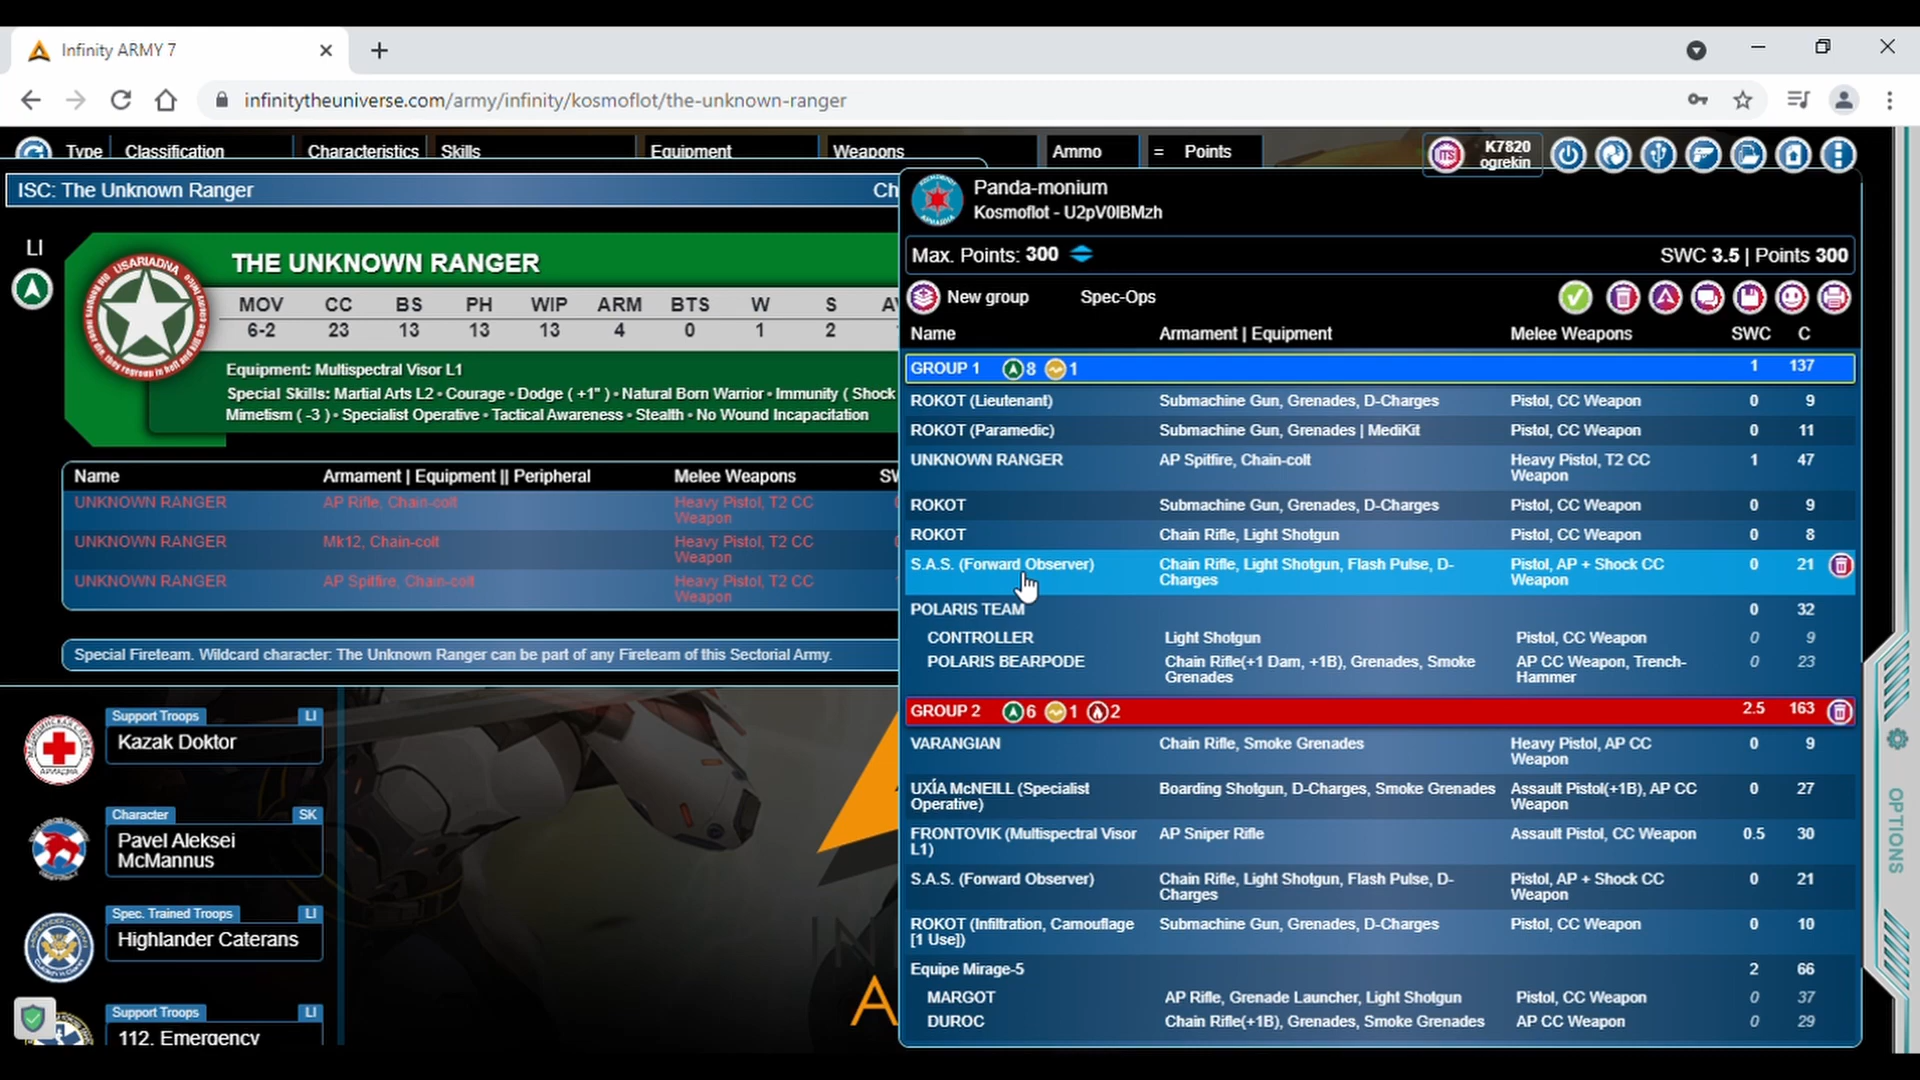 Infinity ARMY 7
infinitytheuniverse.com/army/infinity/kosmoflot/the-unknown-ranger
Type Classification Characteristics Skills Equipment Weapons Ammo = Points
ITS K7820
ogrekin
ISC: The Unknown Ranger Ch
LI
USARIADNA
THE UNKNOWN RANGER
MOV CC BS PH WIP ARM BTS W S AV
6-2 23 13 13 13 4 0 1 2
Equipment: Multispectral Visor L1
Special Skills: Martial Arts L2 • Courage • Dodge ( +1" ) • Natural Born Warrior • Immunity ( Shock
Mimetism ( -3 ) • Specialist Operative • Tactical Awareness • Stealth • No Wound Incapacitation
Name Armament | Equipment || Peripheral Melee Weapons SW
UNKNOWN RANGER AP Rifle, Chain-colt Heavy Pistol, T2 CC
Weapon
UNKNOWN RANGER Mk12, Chain-colt Heavy Pistol, T2 CC
Weapon
UNKNOWN RANGER AP Spitfire, Chain-colt Heavy Pistol, T2 CC
Weapon
Special Fireteam. Wildcard character: The Unknown Ranger can be part of any Fireteam of this Sectorial Army.
Support Troops LI
Kazak Doktor
Character SK
Pavel Aleksei
McMannus
Spec. Trained Troops LI
Highlander Caterans
Support Troops LI
112. Emergency
Panda-monium
Kosmoflot - U2pV0IBMzh
Max. Points: 300 SWC 3.5 | Points 300
New group Spec-Ops
Name Armament | Equipment Melee Weapons SWC C
GROUP 1 8 1 1 137
ROKOT (Lieutenant) Submachine Gun, Grenades, D-Charges Pistol, CC Weapon 0 9
ROKOT (Paramedic) Submachine Gun, Grenades | MediKit Pistol, CC Weapon 0 11
UNKNOWN RANGER AP Spitfire, Chain-colt Heavy Pistol, T2 CC 1 47
Weapon
ROKOT Submachine Gun, Grenades, D-Charges Pistol, CC Weapon 0 9
ROKOT Chain Rifle, Light Shotgun Pistol, CC Weapon 0 8
S.A.S. (Forward Observer) Chain Rifle, Light Shotgun, Flash Pulse, D- Pistol, AP + Shock CC 0 21
Charges Weapon
POLARIS TEAM 0 32
CONTROLLER Light Shotgun Pistol, CC Weapon 0 9
POLARIS BEARPODE Chain Rifle(+1 Dam, +1B), Grenades, Smoke AP CC Weapon, Trench- 0 23
Grenades Hammer
GROUP 2 6 1 2 2.5 163
VARANGIAN Chain Rifle, Smoke Grenades Heavy Pistol, AP CC 0 9
Weapon
UXÍA McNEILL (Specialist Boarding Shotgun, D-Charges, Smoke Grenades Assault Pistol(+1B), AP CC 0 27
Operative) Weapon
FRONTOVIK (Multispectral Visor AP Sniper Rifle Assault Pistol, CC Weapon 0.5 30
L1)
S.A.S. (Forward Observer) Chain Rifle, Light Shotgun, Flash Pulse, D- Pistol, AP + Shock CC 0 21
Charges Weapon
ROKOT (Infiltration, Camouflage Submachine Gun, Grenades, D-Charges Pistol, CC Weapon 0 10
[1 Use])
Equipe Mirage-5 2 66
MARGOT AP Rifle, Grenade Launcher, Light Shotgun Pistol, CC Weapon 0 37
DUROC Chain Rifle(+1B), Grenades, Smoke Grenades AP CC Weapon 0 29
OPTIONS